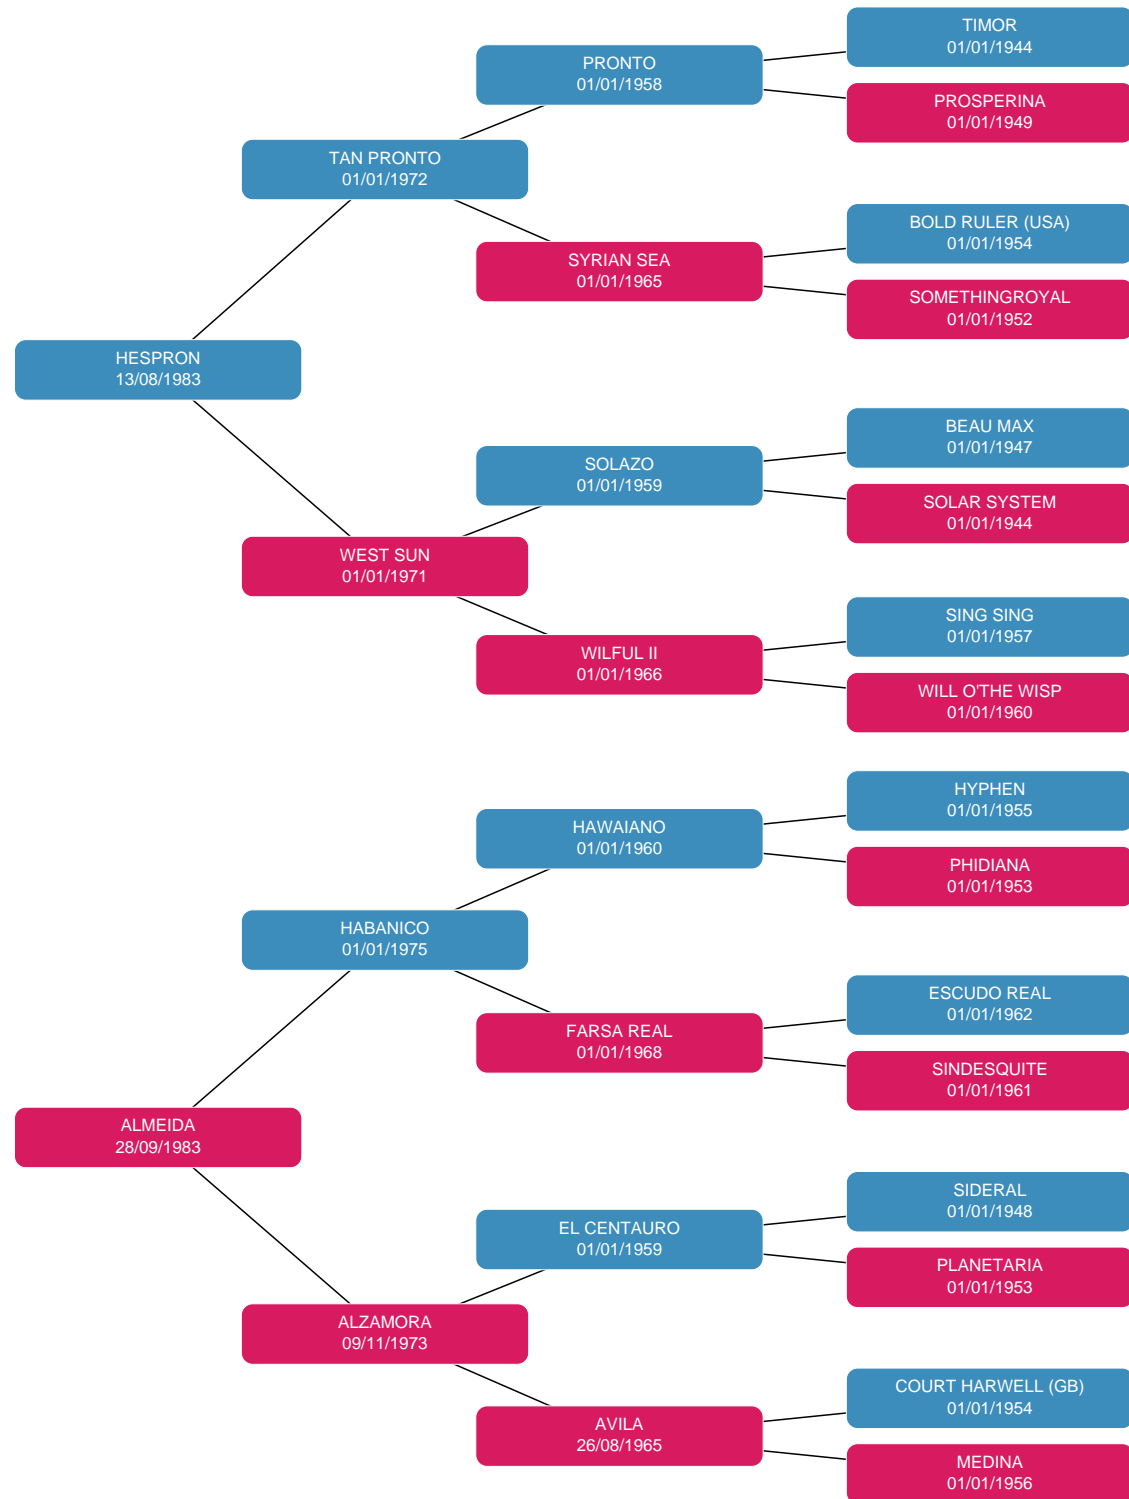 TIMOR
01/01/1944
PRONTO
01/01/1958
PROSPERINA
01/01/1949
TAN PRONTO
01/01/1972
BOLD RULER (USA)
01/01/1954
SYRIAN SEA
01/01/1965
SOMETHINGROYAL
01/01/1952
HESPRON
13/08/1983
BEAU MAX
01/01/1947
SOLAZO
01/01/1959
SOLAR SYSTEM
01/01/1944
WEST SUN
01/01/1971
SING SING
01/01/1957
WILFUL II
01/01/1966
WILL O'THE WISP
01/01/1960
HYPHEN
01/01/1955
HAWAIANO
01/01/1960
PHIDIANA
01/01/1953
HABANICO
01/01/1975
ESCUDO REAL
01/01/1962
FARSA REAL
01/01/1968
SINDESQUITE
01/01/1961
ALMEIDA
28/09/1983
SIDERAL
01/01/1948
EL CENTAURO
01/01/1959
PLANETARIA
01/01/1953
ALZAMORA
09/11/1973
COURT HARWELL (GB)
01/01/1954
AVILA
26/08/1965
MEDINA
01/01/1956